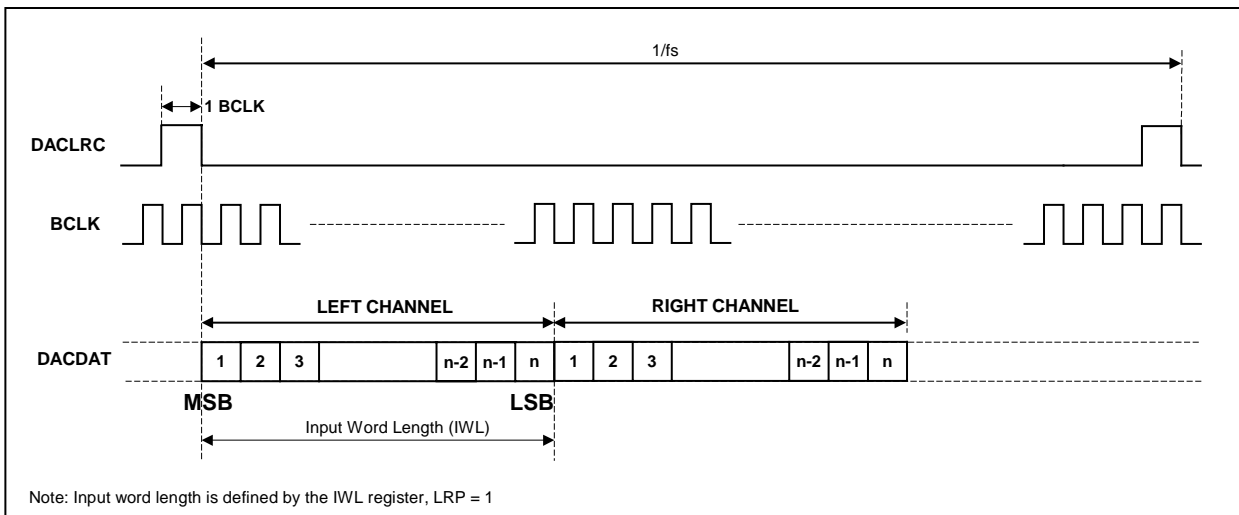 1/fs
1 BCLK
DACLRC
BCLK
LEFT CHANNEL RIGHT CHANNEL
DACDAT 1 2 3 n-2 n-1 n 1 2 3 n-2 n-1 n
MSB LSB
Input Word Length (IWL)
Note: Input word length is defined by the IWL register, LRP = 1